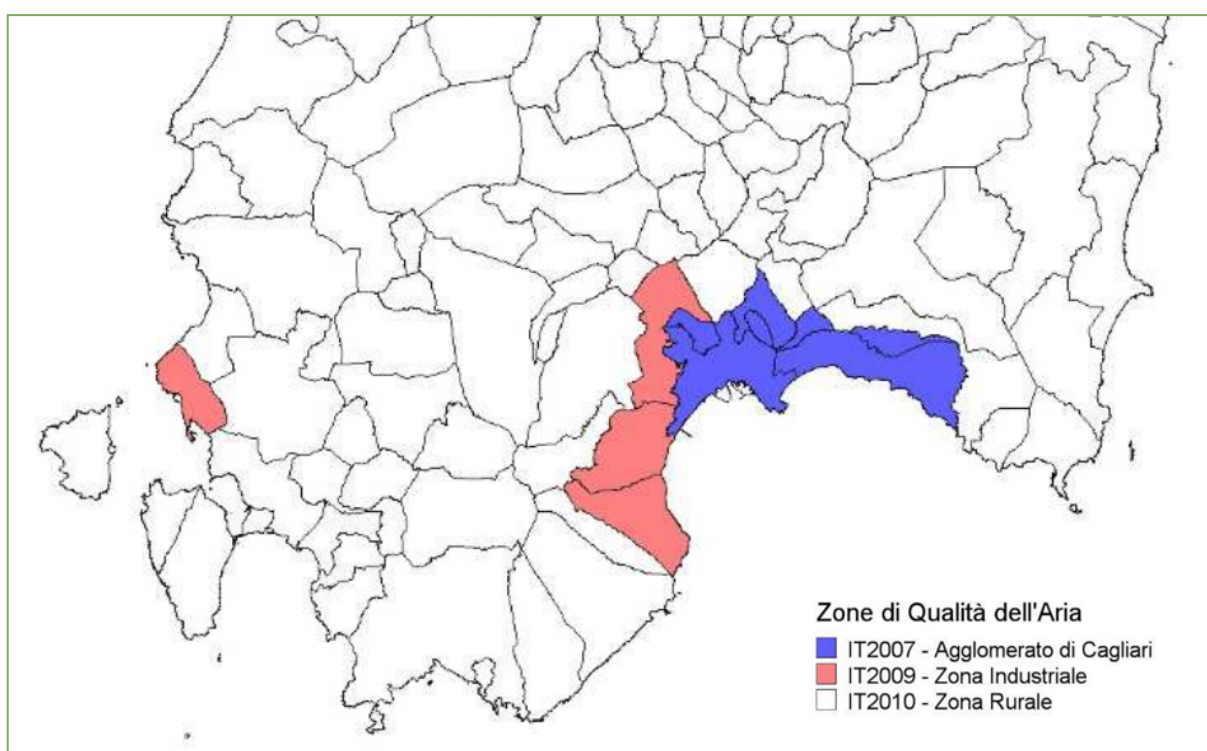 Zone di Qualità dell'Aria
IT2007 - Agglomerato di Cagliari
IT2009 - Zona Industriale
IT2010 - Zona Rurale